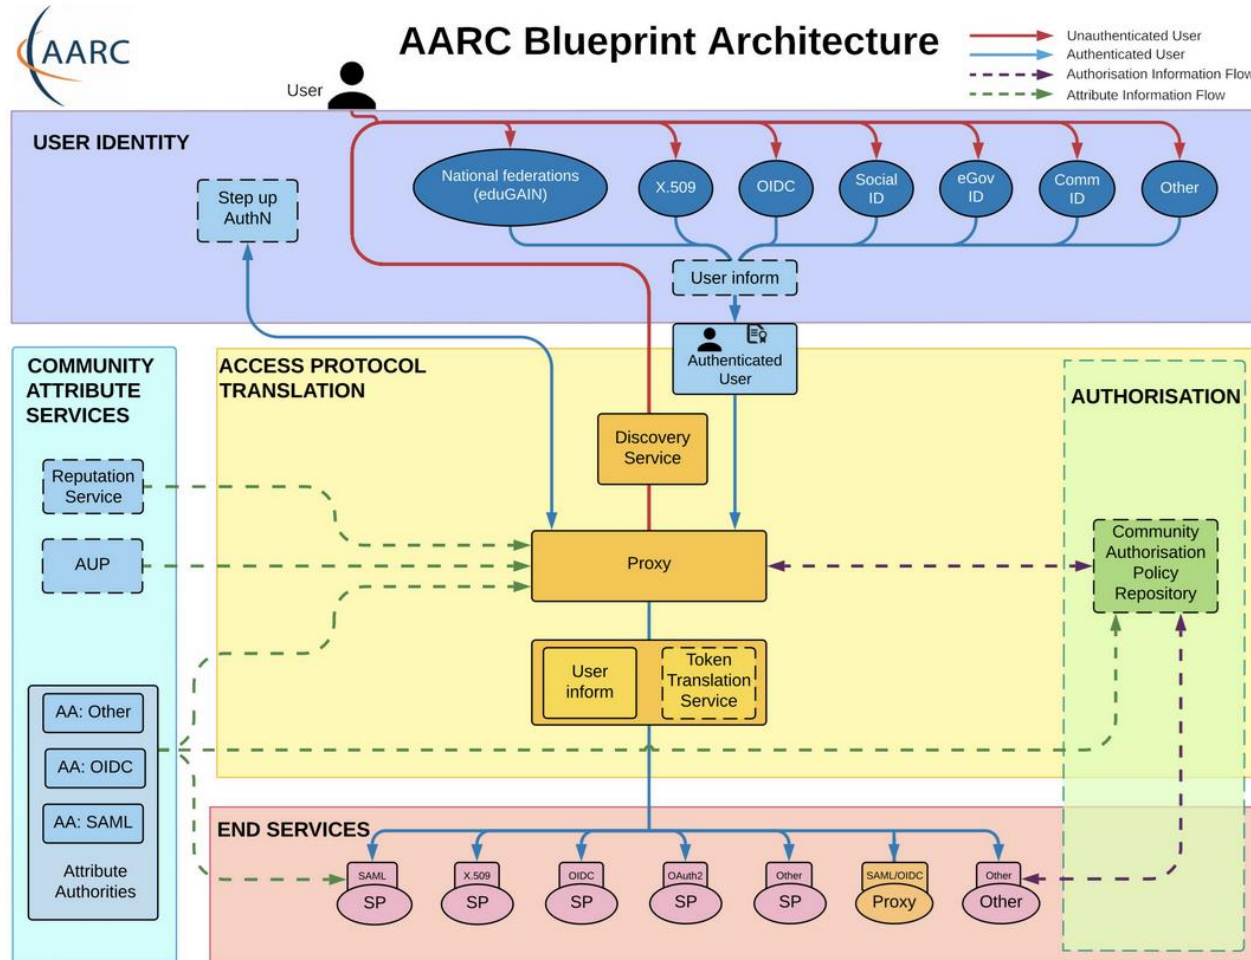 AARC
AARC Blueprint Architecture
Unauthenticated User
Authenticated User
Authorisation Information Flow
Attribute Information Flow
User
USER IDENTITY
Step up
AuthN
National federations
(eduGAIN)
X.509
OIDC
Social
ID
eGov
ID
Comm
ID
Other
User inform
Authenticated
User
COMMUNITY
ATTRIBUTE
SERVICES
Reputation
Service
AUP
AA: Other
AA: OIDC
AA: SAML
Attribute
Authorities
ACCESS PROTOCOL
TRANSLATION
Discovery
Service
Proxy
User
inform
Token
Translation
Service
AUTHORISATION
Community
Authorisation
Policy
Repository
END SERVICES
SAML
SP
X.509
SP
OIDC
SP
OAuth2
SP
Other
SP
SAML/OIDC
Proxy
Other
Other